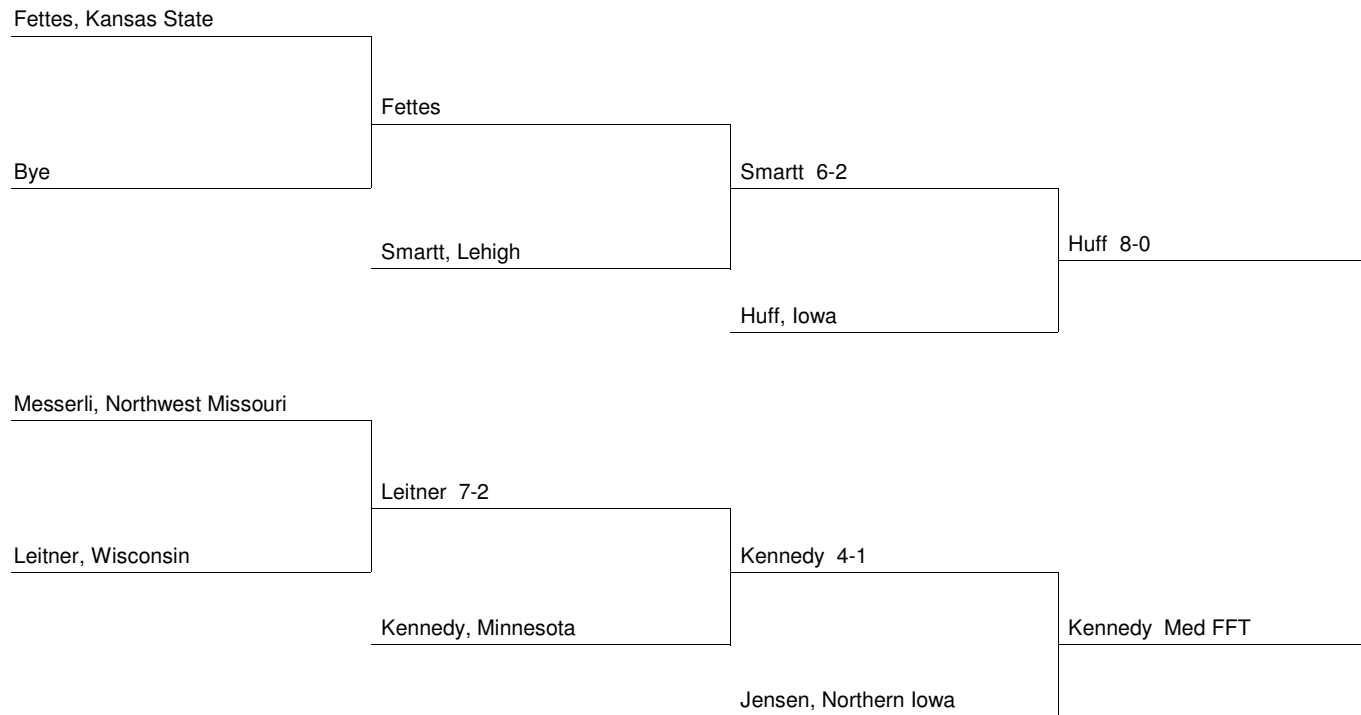 Fettes, Kansas State
Fettes
Bye
Smartt 6-2
Smartt, Lehigh
Huff 8-0
Huff, Iowa
Messerli, Northwest Missouri
Leitner 7-2
Leitner, Wisconsin
Kennedy 4-1
Kennedy, Minnesota
Kennedy Med FFT
Jensen, Northern Iowa